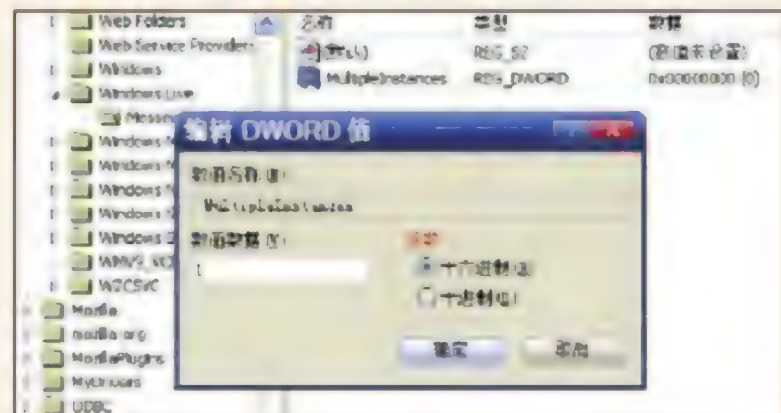 Web Folders
Web Service Providers
Windows
Windows Live
Windows
Windows
Windows
Windows
Windows
W2CSVC
Mozilla
mozilla.org
MozillaPlugins
ODBC
名称 类型 数据
(默认) REG_SZ (数值未设置)
MultipleInstances REG_DWORD 0x00000000 (0)
编辑 DWORD 值
数值名称(N):
MultipleInstances
数值数据(V):
1
基数
十六进制(H)
十进制(D)
确定 取消